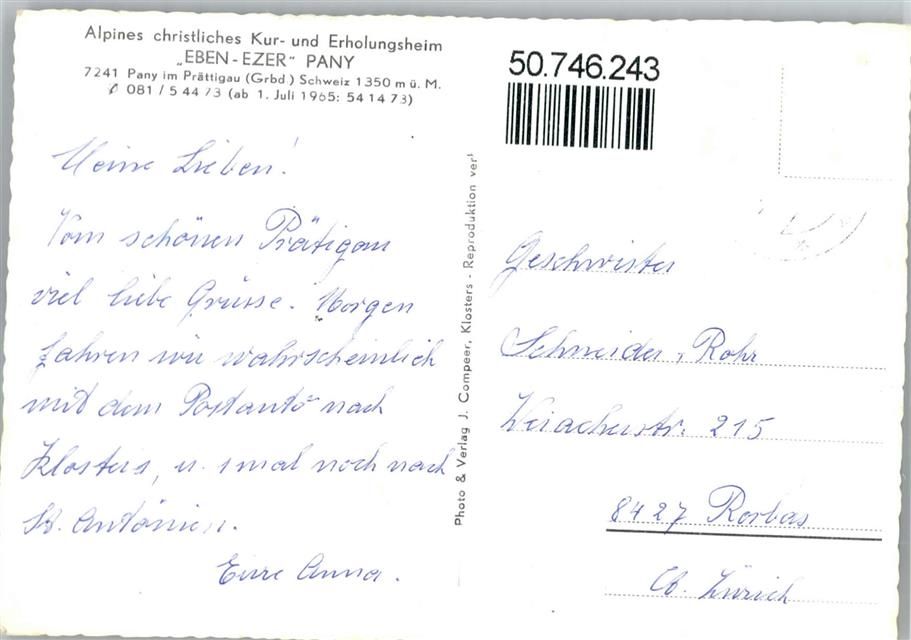 Alpines christliches Kur- und Erholungsheim
„EBEN-EZER" PANY
7241 Pany im Prättigau (Grbd.) Schweiz 1350 m ü. M.
✆ 081 / 5 44 73 (ab 1. Juli 1965: 54 14 73)
Meine Lieben!
Vom schönen Prätigau
viel liebe Grüsse. Morgen
fahren wir wahrscheinlich
mit dem Postauto nach
Klosters, u. 1mal noch nach
St. Antönien.
Eure Anna.
Photo & Verlag J. Compeer, Klosters - Reproduktion verb
50.746.243
Geschwister
Schneider, Rohr
Weiacherstr. 215
8427 Rorbas
Ct. Zürich